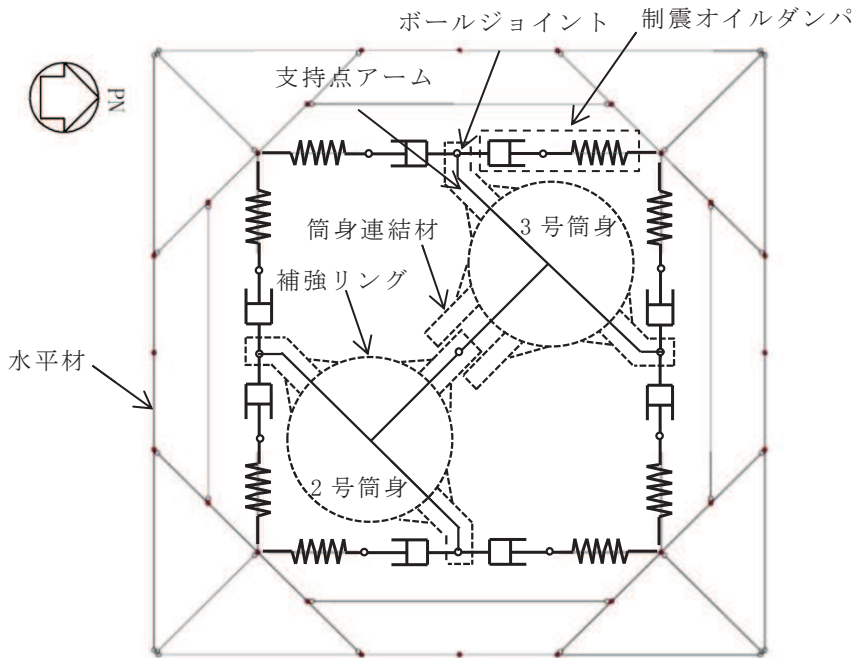 ボールジョイント
制震オイルダンパ
支持点アーム
PN
3号筒身
筒身連結材
補強リング
水平材
2号筒身